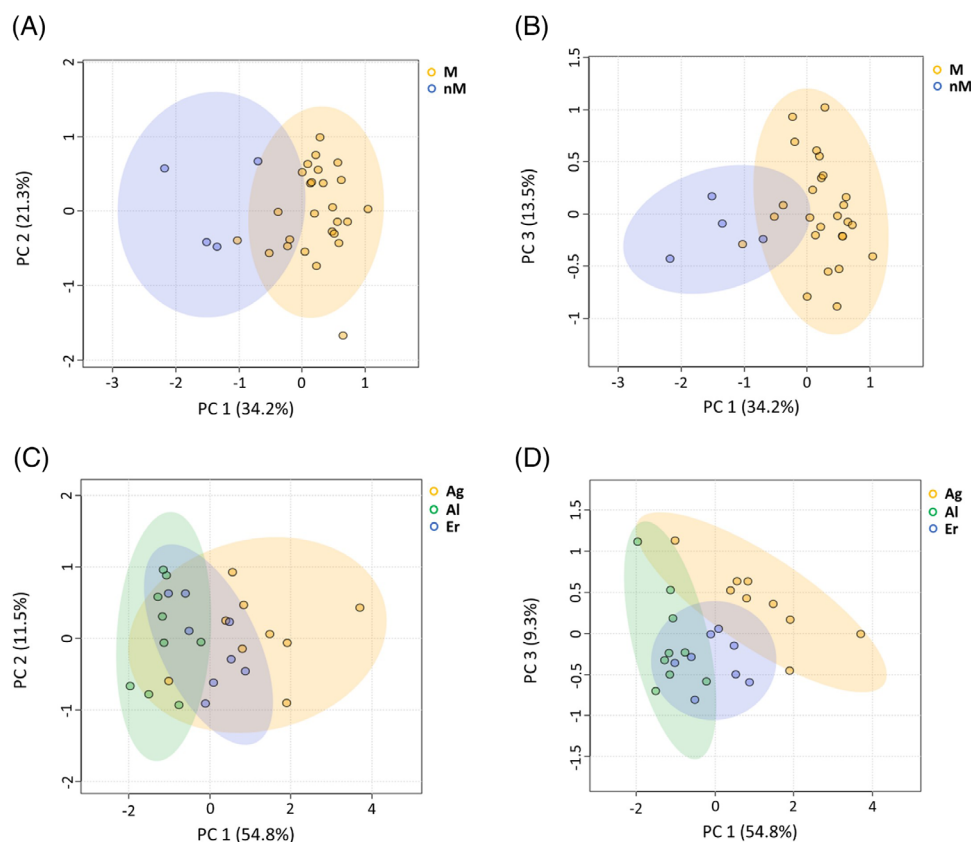 (A)
2
1
0
-1
-2
PC 2 (21.3%)
-3 -2 -1 0 1
PC 1 (34.2%)
M
nM
(B)
1.5
1
0.5
0
-0.5
-1
PC 3 (13.5%)
-3 -2 -1 0 1
PC 1 (34.2%)
M
nM
(C)
2
1
0
-1
-2
PC 2 (11.5%)
-2 0 2 4
PC 1 (54.8%)
Ag
Al
Er
(D)
1.5
1
0.5
0
-0.5
-1
-1.5
PC 3 (9.3%)
-2 0 2 4
PC 1 (54.8%)
Ag
Al
Er